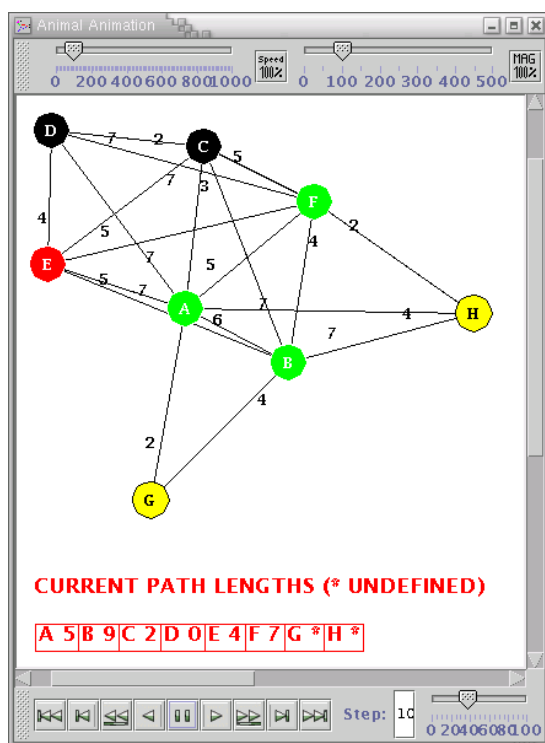 Animal Animation
Speed
100%
MAG
100%
0 200 400 600 800 1000
0 100 200 300 400 500
D
7
2
C
5
7
3
F
4
5
7
5
4
2
E
5
7
A
6
7
4
H
7
B
4
2
G
CURRENT PATH LENGTHS (* UNDEFINED)
A 5 B 9 C 2 D 0 E 4 F 7 G * H *
Step: 10
0 20 40 60 80 100